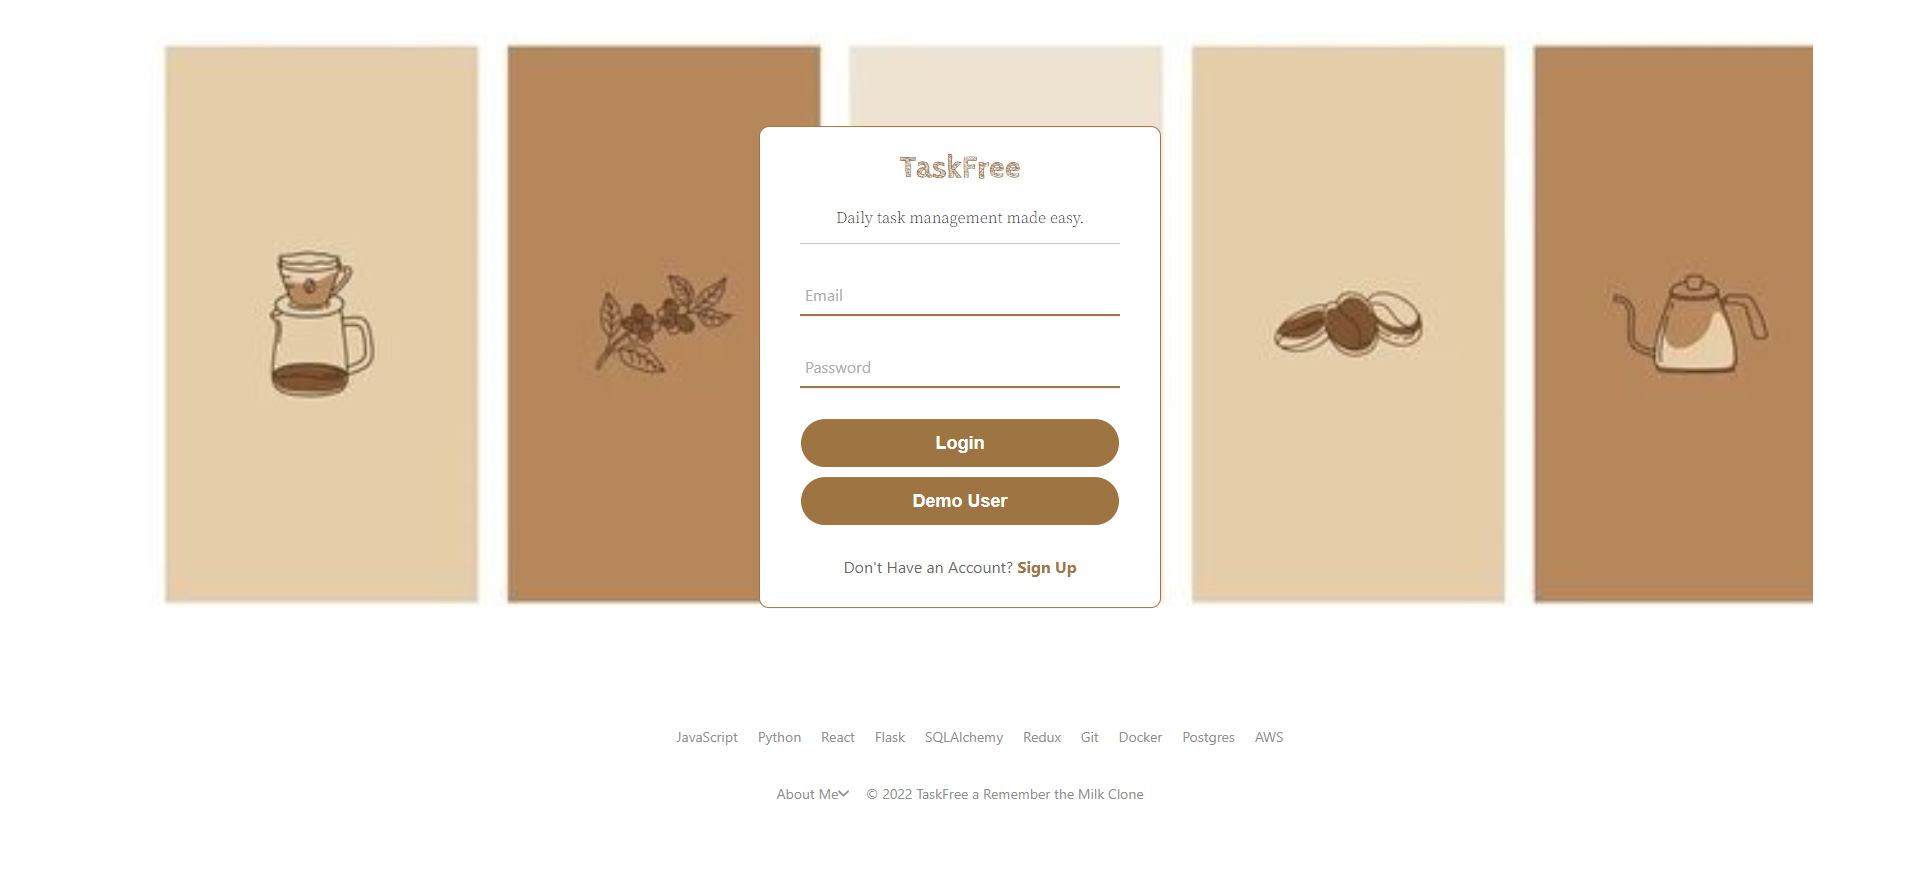 TaskFree
Daily task management made easy.
Email
Password
Login
Demo User
Don't Have an Account? Sign Up
JavaScript Python React Flask SQLAlchemy Redux Git Docker Postgres AWS
About Me © 2022 TaskFree a Remember the Milk Clone